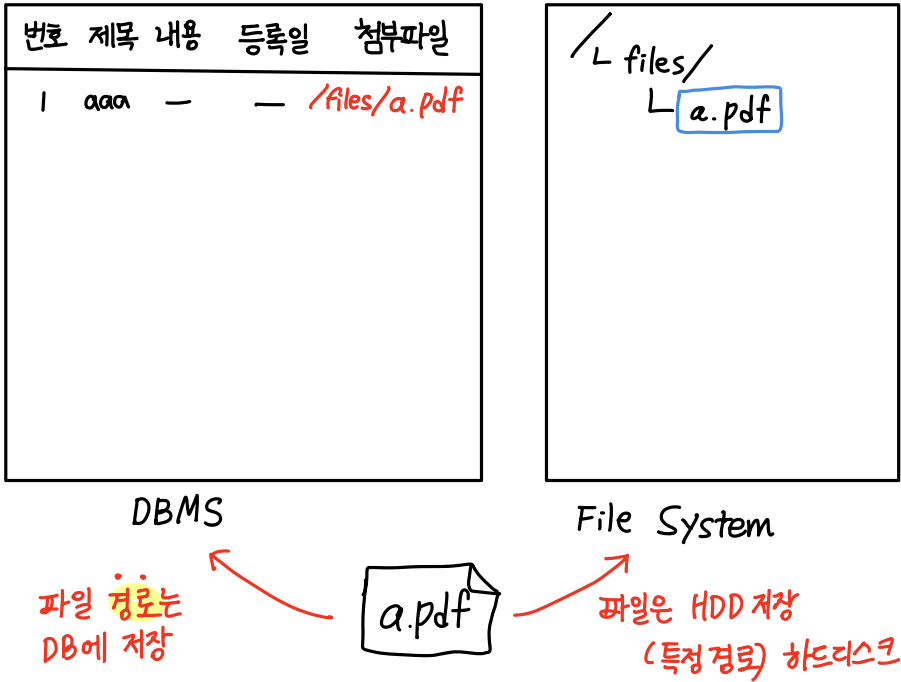 번호 제목 내용 등록일 첨부파일
1 aaa — — /files/a.pdf
/
ㄴ files/
ㄴ a.pdf
DBMS
File System
a.pdf
파일 경로는
DB에 저장
파일은 HDD 저장
(특정경로) 하드디스크